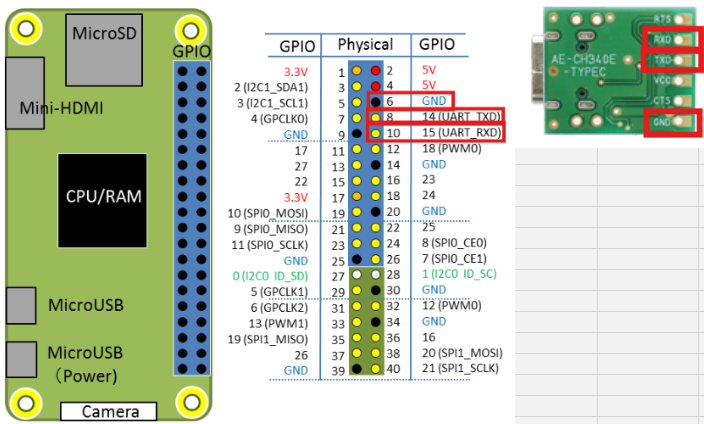 MicroSD
GPIO
Mini-HDMI
CPU/RAM
MicroUSB
MicroUSB
(Power)
Camera
GPIO Physical GPIO
3.3V 1 2 5V
2 (I2C1_SDA1) 3 4 5V
3 (I2C1_SCL1) 5 6 GND
4 (GPCLK0) 7 8 14 (UART_TXD)
GND 9 10 15 (UART_RXD)
17 11 12 18 (PWM0)
27 13 14 GND
22 15 16 23
3.3V 17 18 24
10 (SPI0_MOSI) 19 20 GND
9 (SPI0_MISO) 21 22 25
11 (SPI0_SCLK) 23 24 8 (SPI0_CE0)
GND 25 26 7 (SPI0_CE1)
0 (I2C0 ID_SD) 27 28 1 (I2C0 ID_SC)
5 (GPCLK1) 29 30 GND
6 (GPCLK2) 31 32 12 (PWM0)
13 (PWM1) 33 34 GND
19 (SPI1_MISO) 35 36 16
26 37 38 20 (SPI1_MOSI)
GND 39 40 21 (SPI1_SCLK)
RTS
RXD
AE-CH340E
-TYPEC
TXD
VCC
CTS
GND